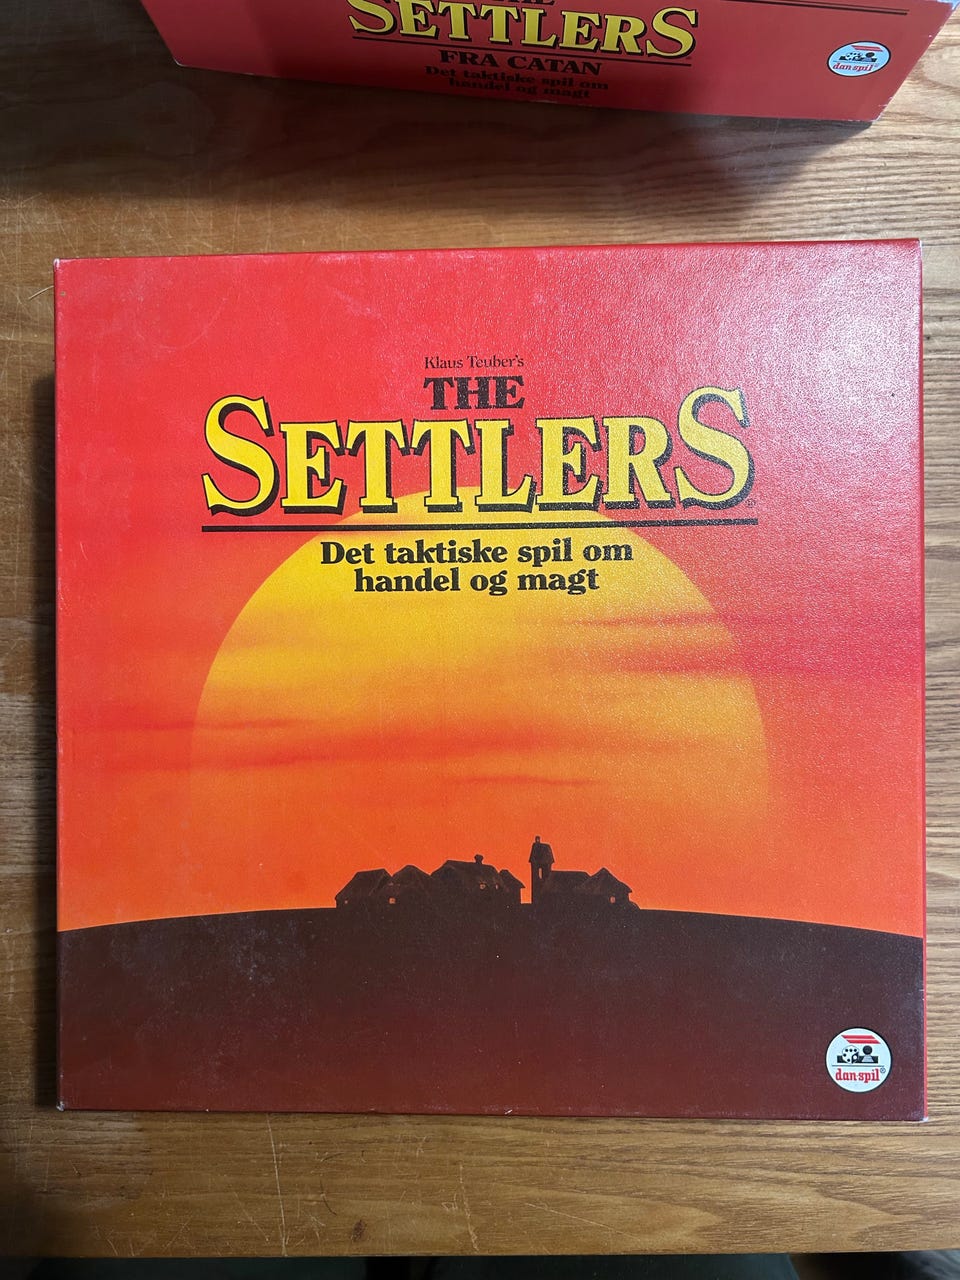 THE
SETTLERS
FRA CATAN
Det taktiske spil om
handel og magt
dan-spil®
Klaus Teuber's
THE
SETTLERS
Det taktiske spil om
handel og magt
dan-spil®